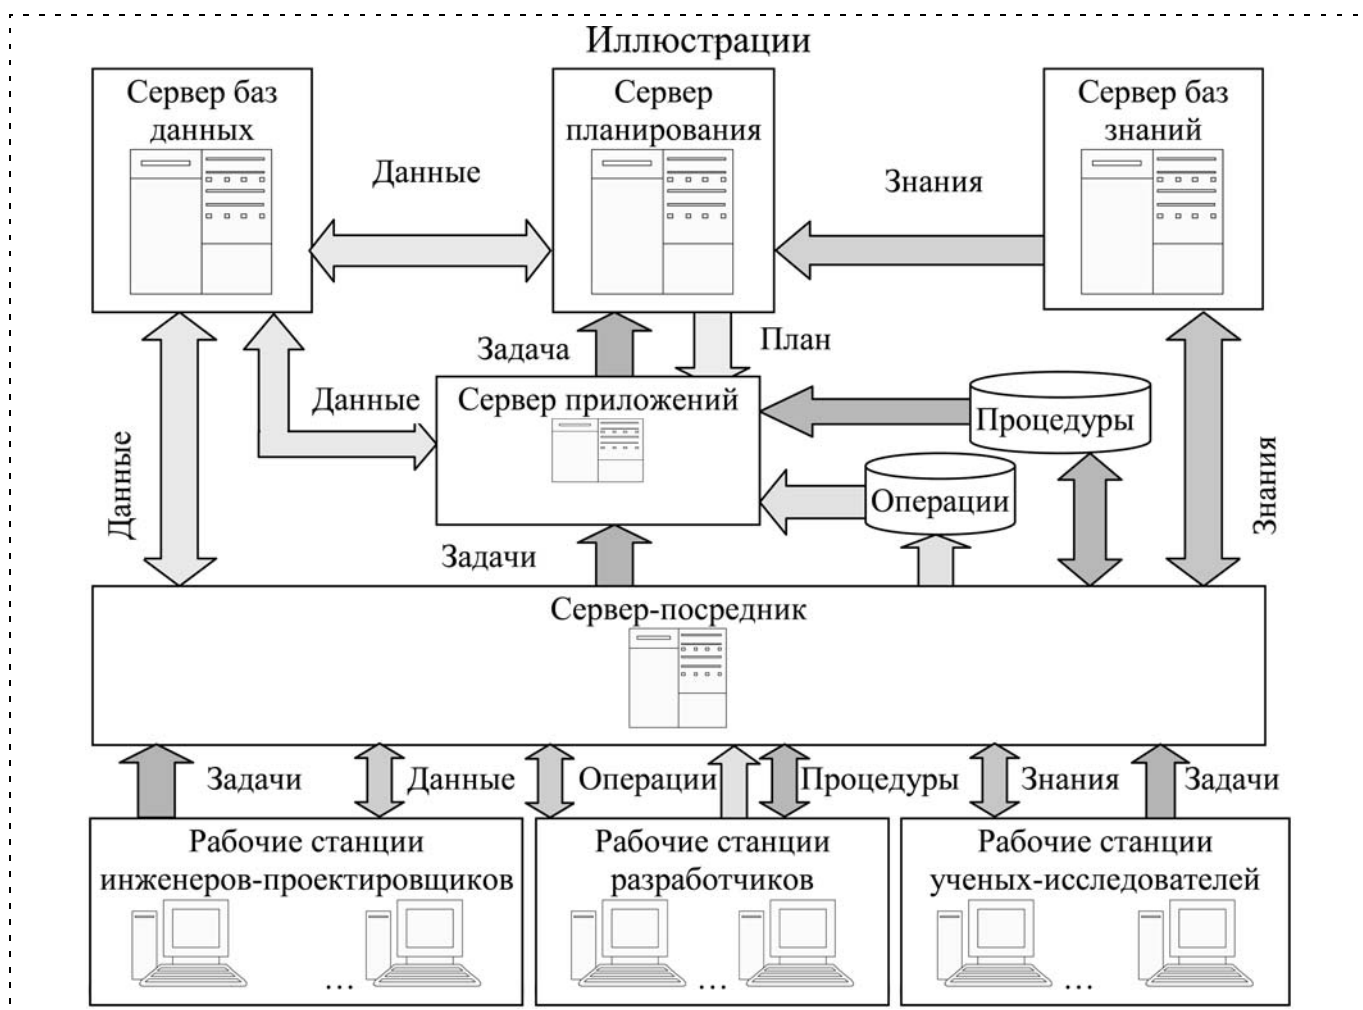 Иллюстрации
Сервер баз
данных
Сервер
планирования
Сервер баз
знаний
Данные
Знания
Задача
План
Данные
Сервер приложений
Процедуры
Операции
Данные
Знания
Задачи
Сервер-посредник
Задачи
Данные
Операции
Процедуры
Знания
Задачи
Рабочие станции
инженеров-проектировщиков
...
Рабочие станции
разработчиков
...
Рабочие станции
ученых-исследователей
...